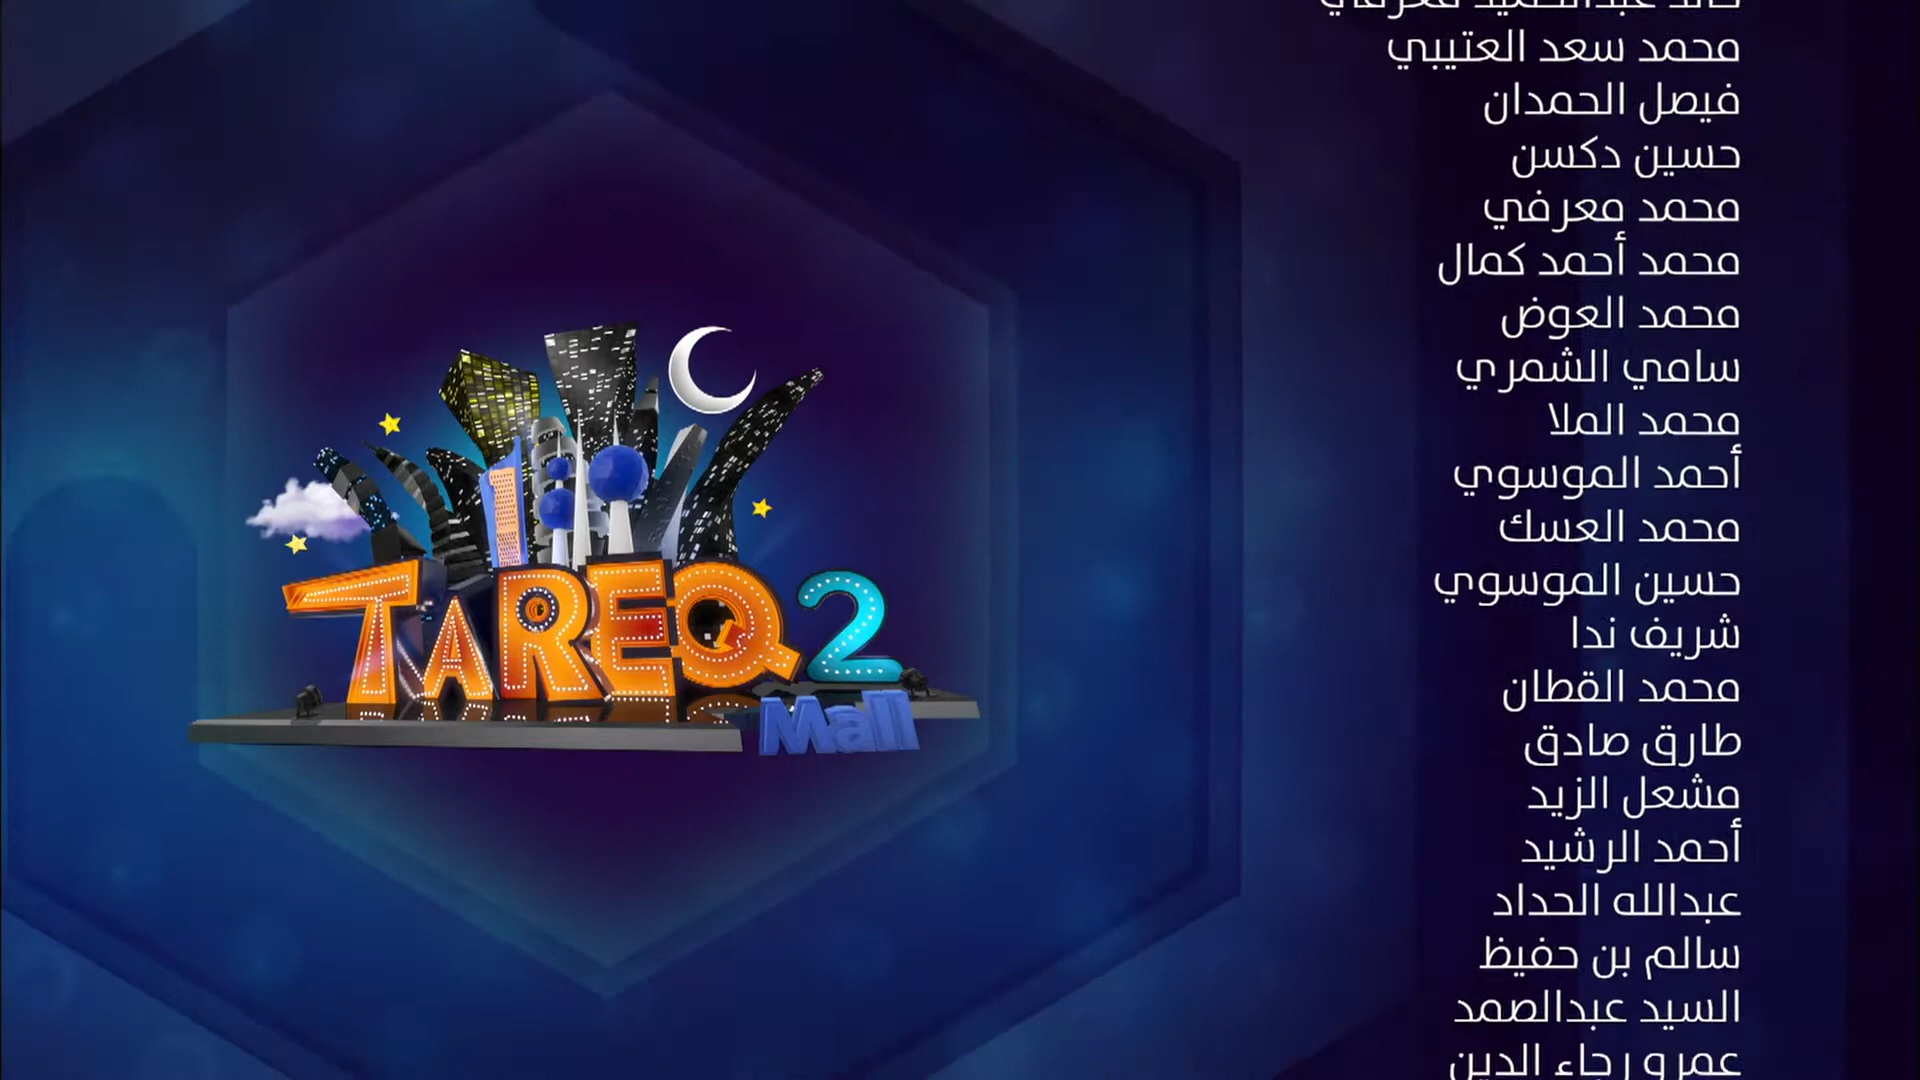 محمد سعد العتيبي
فيصل الحمدان
حسين دكسن
محمد معرفي
محمد أحمد كمال
محمد العوض
سامي الشمري
محمد الملا
أحمد الموسوي
محمد العسك
حسين الموسوي
شريف ندا
محمد القطان
طارق صادق
مشعل الزيد
أحمد الرشيد
عبدالله الحداد
سالم بن حفيظ
السيد عبدالصمد
عمرو رجاء الدين
TAREQ 2
Mall